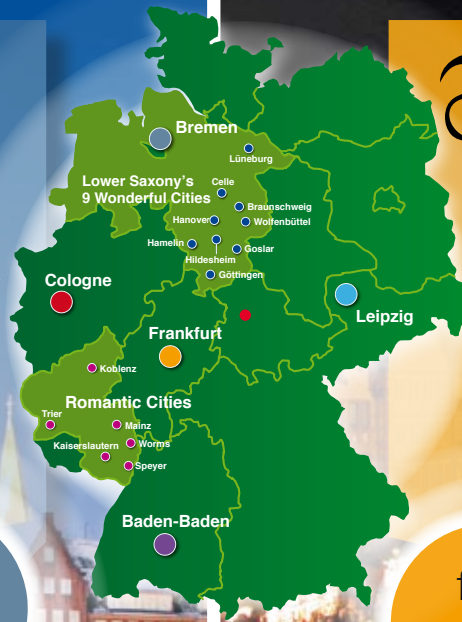 Bremen
Lüneburg
Lower Saxony's
9 Wonderful Cities
Celle
Braunschweig
Hanover
Wolfenbüttel
Hamelin
Goslar
Hildesheim
Göttingen
Cologne
Leipzig
Frankfurt
Koblenz
Romantic Cities
Trier
Mainz
Kaiserslautern
Worms
Speyer
Baden-Baden